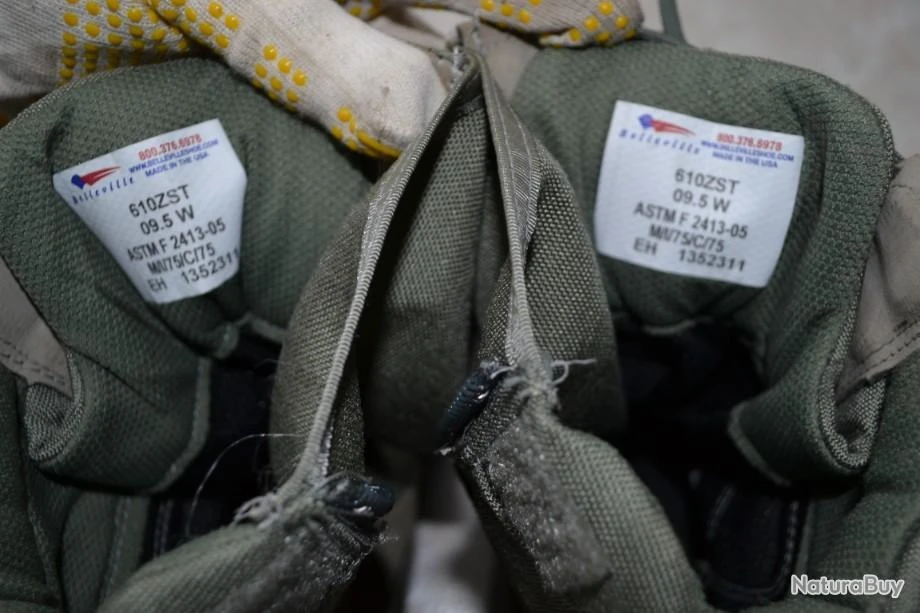 800.376.8978
WWW.BELLEVILLESHOE.COM
MADE IN THE USA
Belleville
610ZST
09.5 W
ASTM F 2413-05
M/I/75/C/75
EH 1352311
800.376.8978
WWW.BELLEVILLESHOE.COM
MADE IN THE USA
Belleville
610ZST
09.5 W
ASTM F 2413-05
M/I/75/C/75
EH 1352311
NaturaBuy